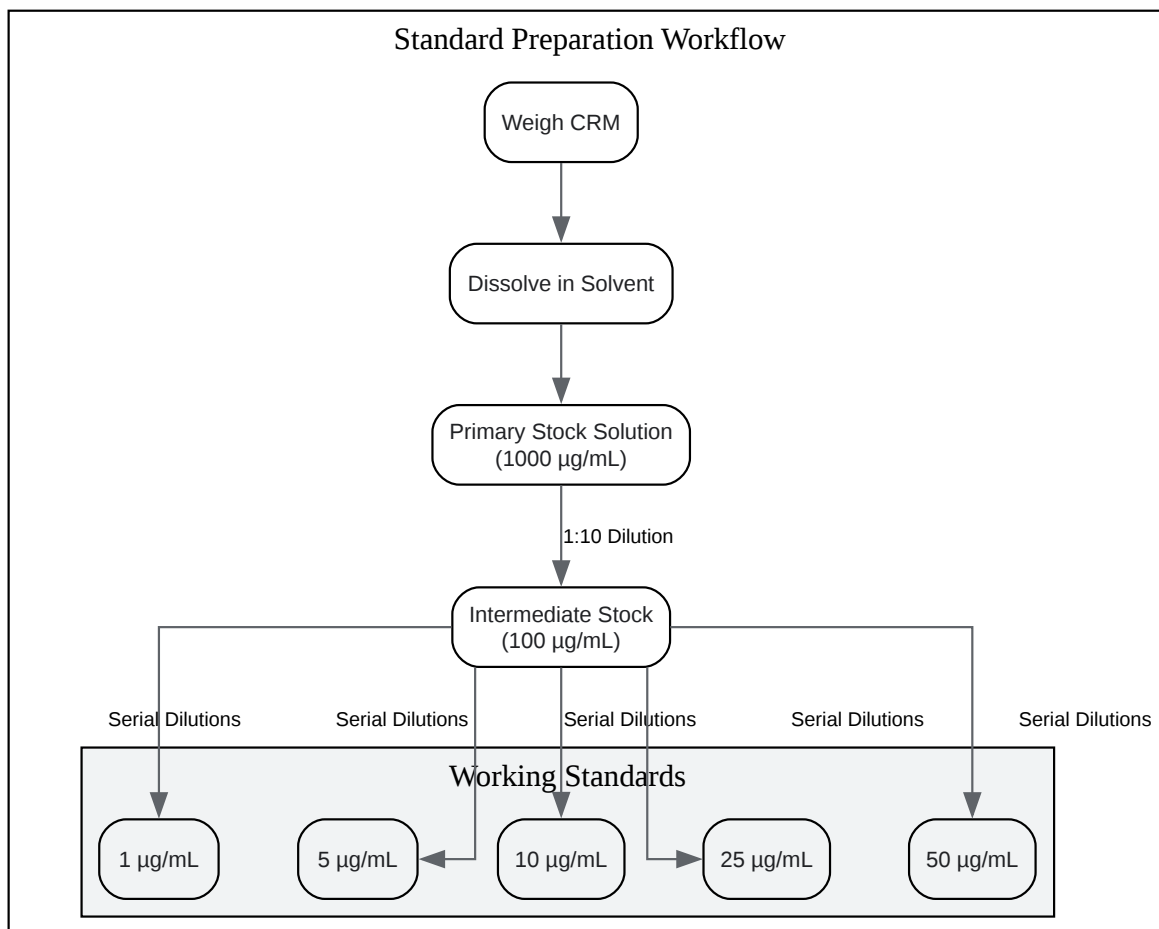 Standard Preparation Workflow
Weigh CRM
Dissolve in Solvent
Primary Stock Solution
(1000 µg/mL)
1:10 Dilution
Intermediate Stock
(100 µg/mL)
Serial Dilutions
Serial Dilutions
Serial Dilutions
Serial Dilutions
Serial Dilutions
Working Standards
1 µg/mL
5 µg/mL
10 µg/mL
25 µg/mL
50 µg/mL